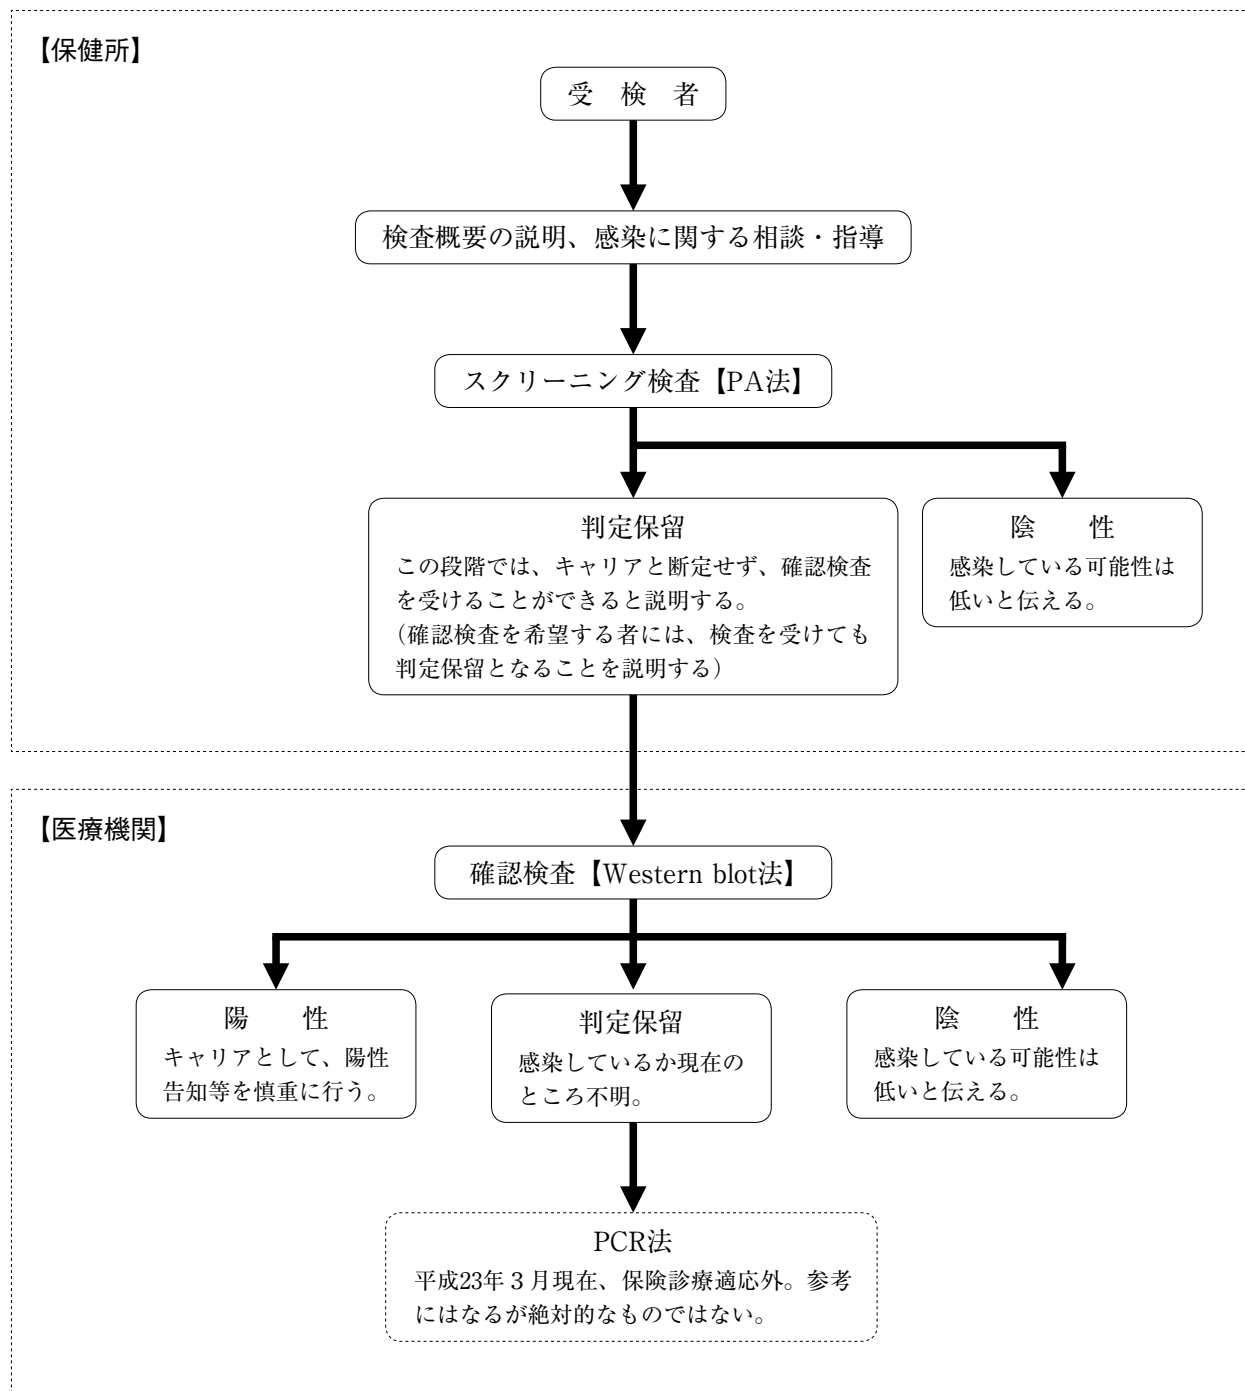 【保健所】
受　検　者
検査概要の説明、感染に関する相談・指導
スクリーニング検査【PA法】
判定保留
この段階では、キャリアと断定せず、確認検査
を受けることができると説明する。
（確認検査を希望する者には、検査を受けても
判定保留となることを説明する）
陰　　性
感染している可能性は
低いと伝える。
【医療機関】
確認検査【Western blot法】
陽　　性
キャリアとして、陽性
告知等を慎重に行う。
判定保留
感染しているか現在の
ところ不明。
陰　　性
感染している可能性は
低いと伝える。
PCR法
平成23年３月現在、保険診療適応外。参考
にはなるが絶対的なものではない。